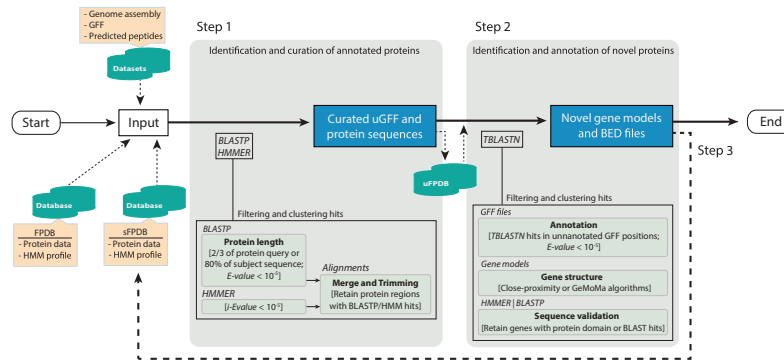 - Genome assembly
- GFF
- Predicted peptides
Datasets
Step 1
Identification and curation of annotated proteins
Step 2
Identification and annotation of novel proteins
Start
Input
Curated uGFF and
protein sequences
Novel gene models
and BED files
End
Step 3
BLASTP
HMMER
uFPDB
TBLASTN
Database
FPDB
- Protein data
- HMM profile
Database
sFPDB
- Protein data
- HMM profile
Filtering and clustering hits
BLASTP
Protein length
[2/3 of protein query or
80% of subject sequence;
E-value < 10⁻⁵]
HMMER
[i-Evalue < 10⁻⁵]
Alignments
Merge and Trimming
[Retain protein regions
with BLASTP/HMM hits]
Filtering and clustering hits
GFF files
Annotation
[TBLASTN hits in unnanotated GFF positions;
E-value < 10⁻⁵]
Gene models
Gene structure
[Close-proximity or GeMoMa algorithms]
HMMER | BLASTP
Sequence validation
[Retain genes with protein domain or BLAST hits]